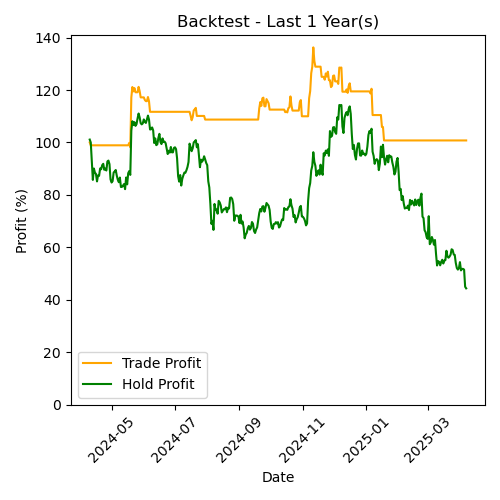 Backtest - Last 1 Year(s)
Profit (%)
140
120
100
80
60
40
20
0
Trade Profit
Hold Profit
2024-05
2024-07
2024-09
2024-11
2025-01
2025-03
Date